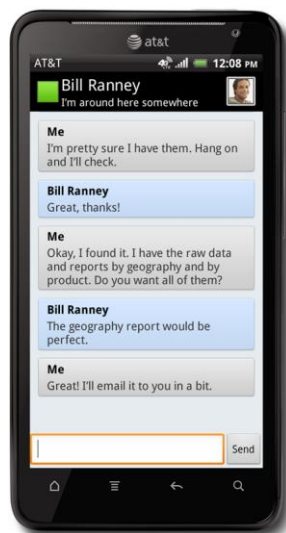 at&t
AT&T 12:08 PM
Bill Ranney
I'm around here somewhere
Me
I'm pretty sure I have them. Hang on
and I'll check.
Bill Ranney
Great, thanks!
Me
Okay, I found it. I have the raw data
and reports by geography and by
product. Do you want all of them?
Bill Ranney
The geography report would be
perfect.
Me
Great! I'll email it to you in a bit.
Send